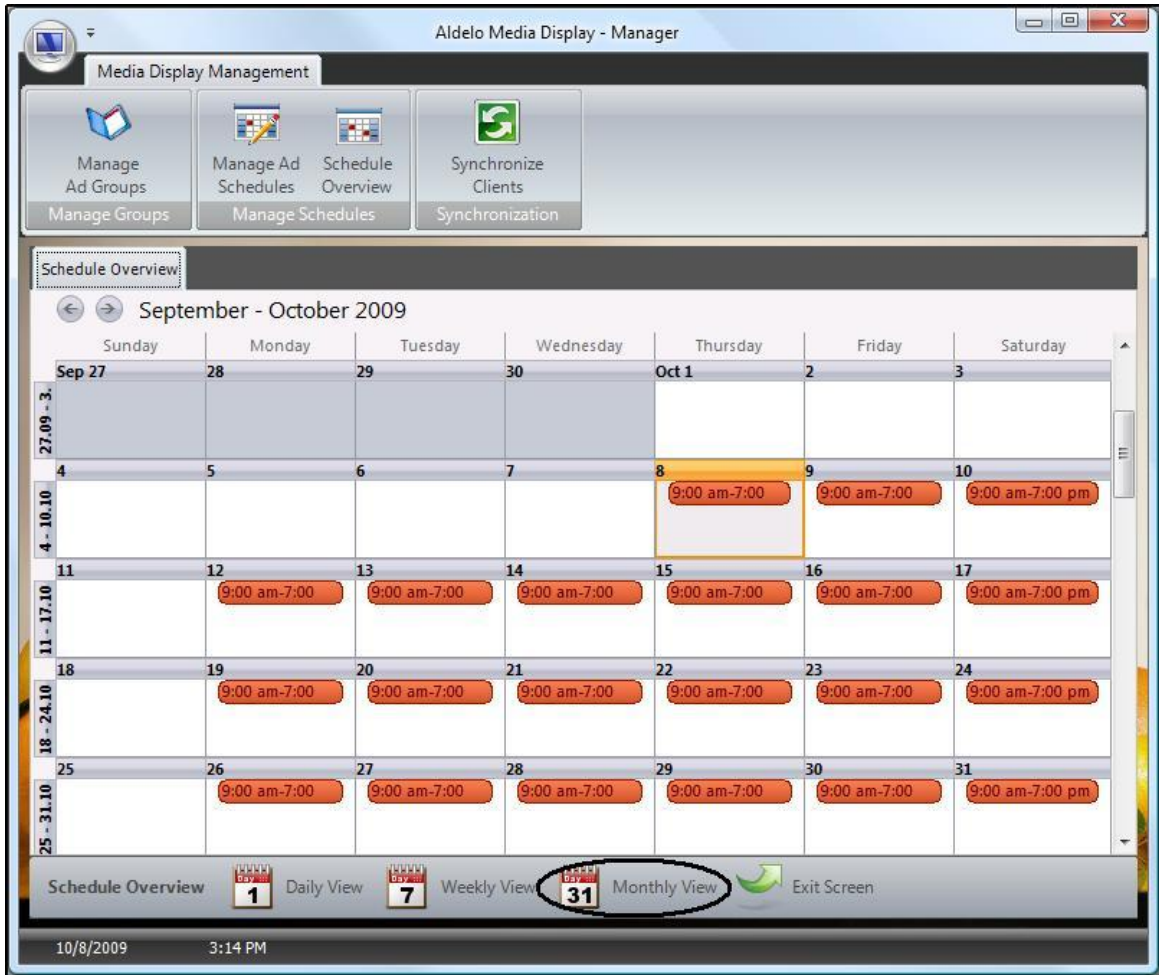 Aldelo Media Display - Manager
Media Display Management
Manage Ad Groups
Manage Ad Schedules
Schedule Overview
Synchronize Clients
Manage Groups
Manage Schedules
Synchronization
Schedule Overview
September - October 2009
Sunday Monday Tuesday Wednesday Thursday Friday Saturday
27.09 - 3.
Sep 27 28 29 30 Oct 1 2 3
4 - 10.10
4 5 6 7 8 9 10
9:00 am-7:00 9:00 am-7:00 9:00 am-7:00 pm
11 - 17.10
11 12 13 14 15 16 17
9:00 am-7:00 9:00 am-7:00 9:00 am-7:00 9:00 am-7:00 9:00 am-7:00 9:00 am-7:00 pm
18 - 24.10
18 19 20 21 22 23 24
9:00 am-7:00 9:00 am-7:00 9:00 am-7:00 9:00 am-7:00 9:00 am-7:00 9:00 am-7:00 pm
25 - 31.10
25 26 27 28 29 30 31
9:00 am-7:00 9:00 am-7:00 9:00 am-7:00 9:00 am-7:00 9:00 am-7:00 9:00 am-7:00 pm
Schedule Overview Day 1 Daily View Day 7 Weekly View Day 31 Monthly View Exit Screen
10/8/2009 3:14 PM